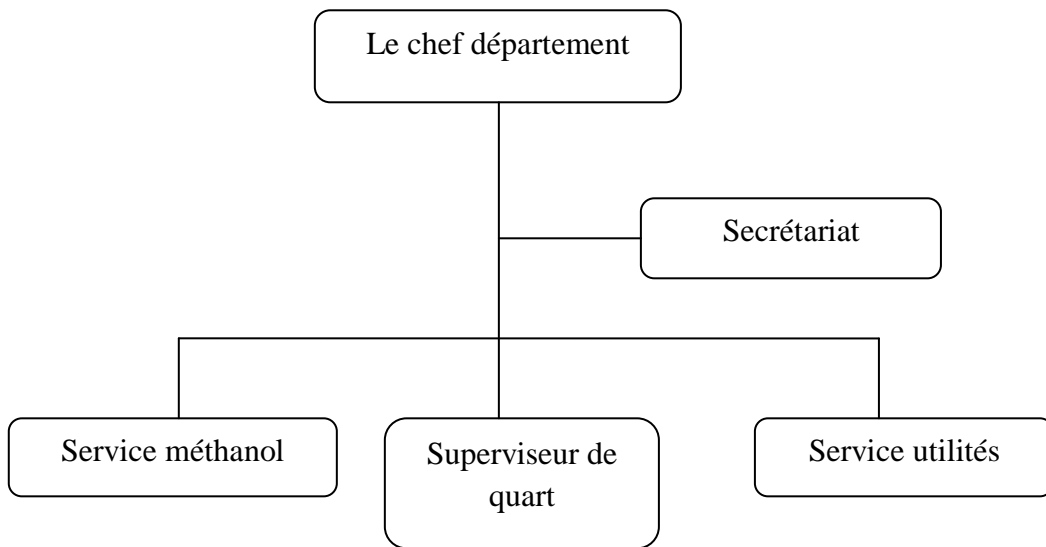 Le chef département
Secrétariat
Service méthanol
Superviseur de
quart
Service utilités